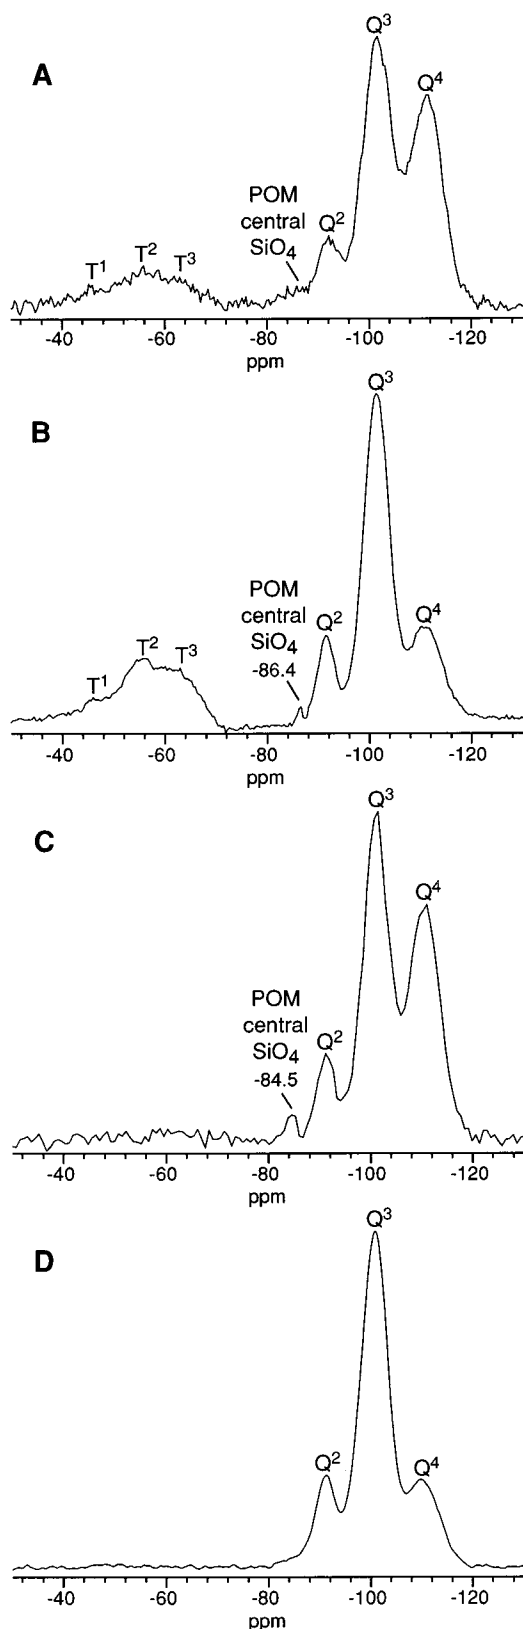 A
Q³
Q⁴
POM
central
SiO₄
Q²
T¹
T²
T³
-40 -60 -80 -100 -120
ppm
B
Q³
POM
central
SiO₄
-86.4
Q²
Q⁴
T¹
T²
T³
-40 -60 -80 -100 -120
ppm
C
Q³
Q⁴
POM
central
SiO₄
-84.5
Q²
-40 -60 -80 -100 -120
ppm
D
Q³
Q²
Q⁴
-40 -60 -80 -100 -120
ppm